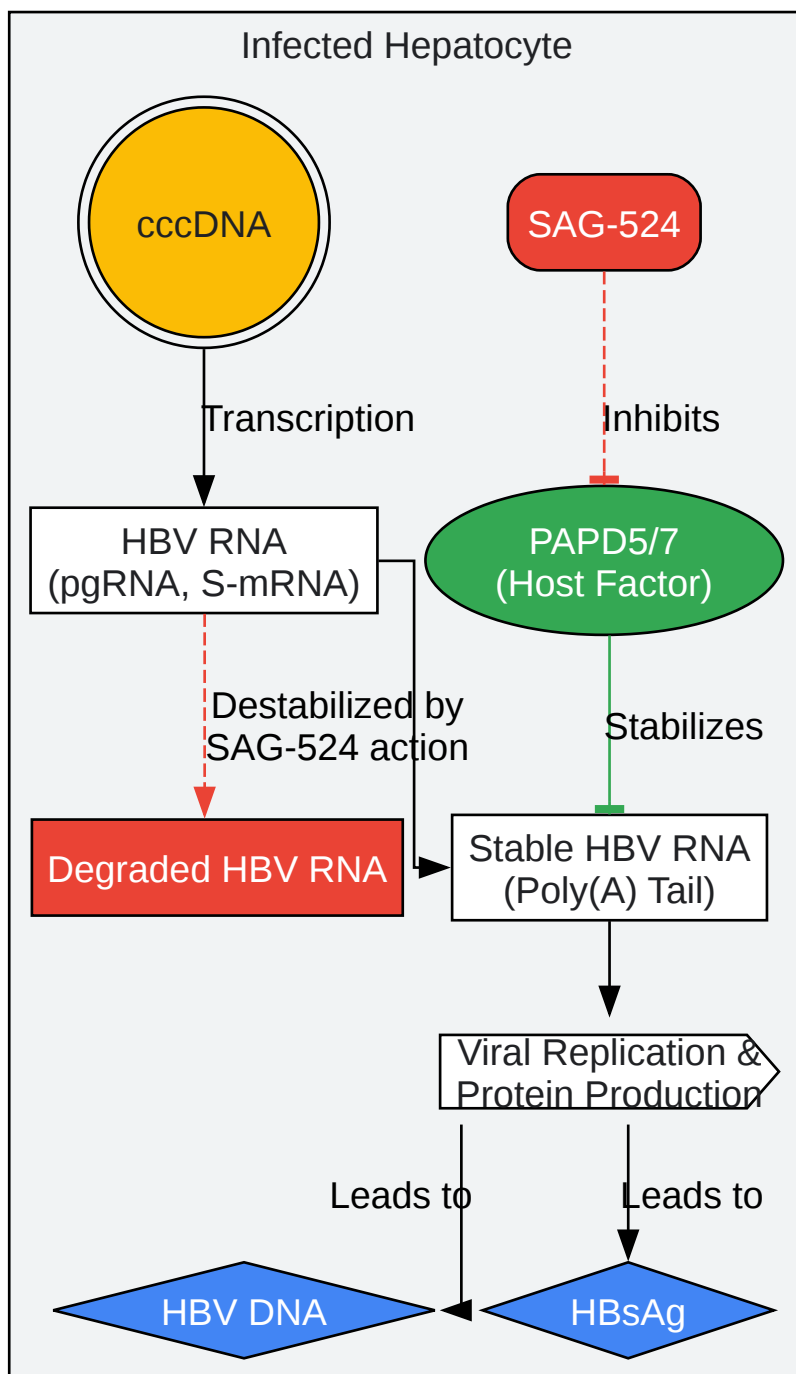 Infected Hepatocyte
cccDNA
SAG-524
Transcription
Inhibits
HBV RNA
(pgRNA, S-mRNA)
PAPD5/7
(Host Factor)
Destabilized by
SAG-524 action
Stabilizes
Degraded HBV RNA
Stable HBV RNA
(Poly(A) Tail)
Viral Replication &
Protein Production
Leads to
Leads to
HBV DNA
HBsAg